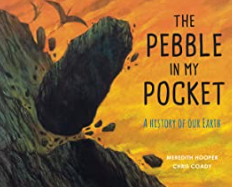 THE
PEBBLE
IN MY
POCKET
A HISTORY OF OUR EARTH
MEREDITH HOOPER
CHRIS COADY